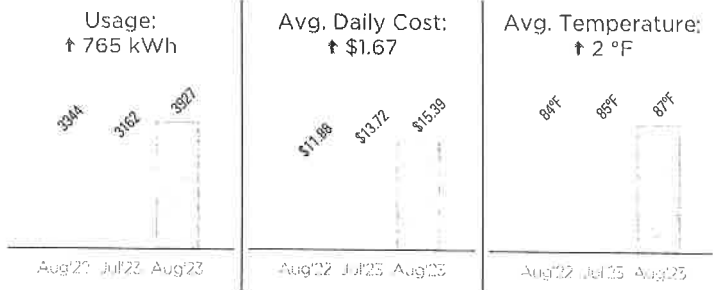 Usage:
↑ 765 kWh
3344
3162
3927
Aug'22 Jul'23 Aug'23
Avg. Daily Cost:
↑ $1.67
$11.98
$13.72
$15.39
Aug'22 Jul'23 Aug'23
Avg. Temperature:
↑ 2 °F
84°F
85°F
87°F
Aug'22 Jul'23 Aug'23